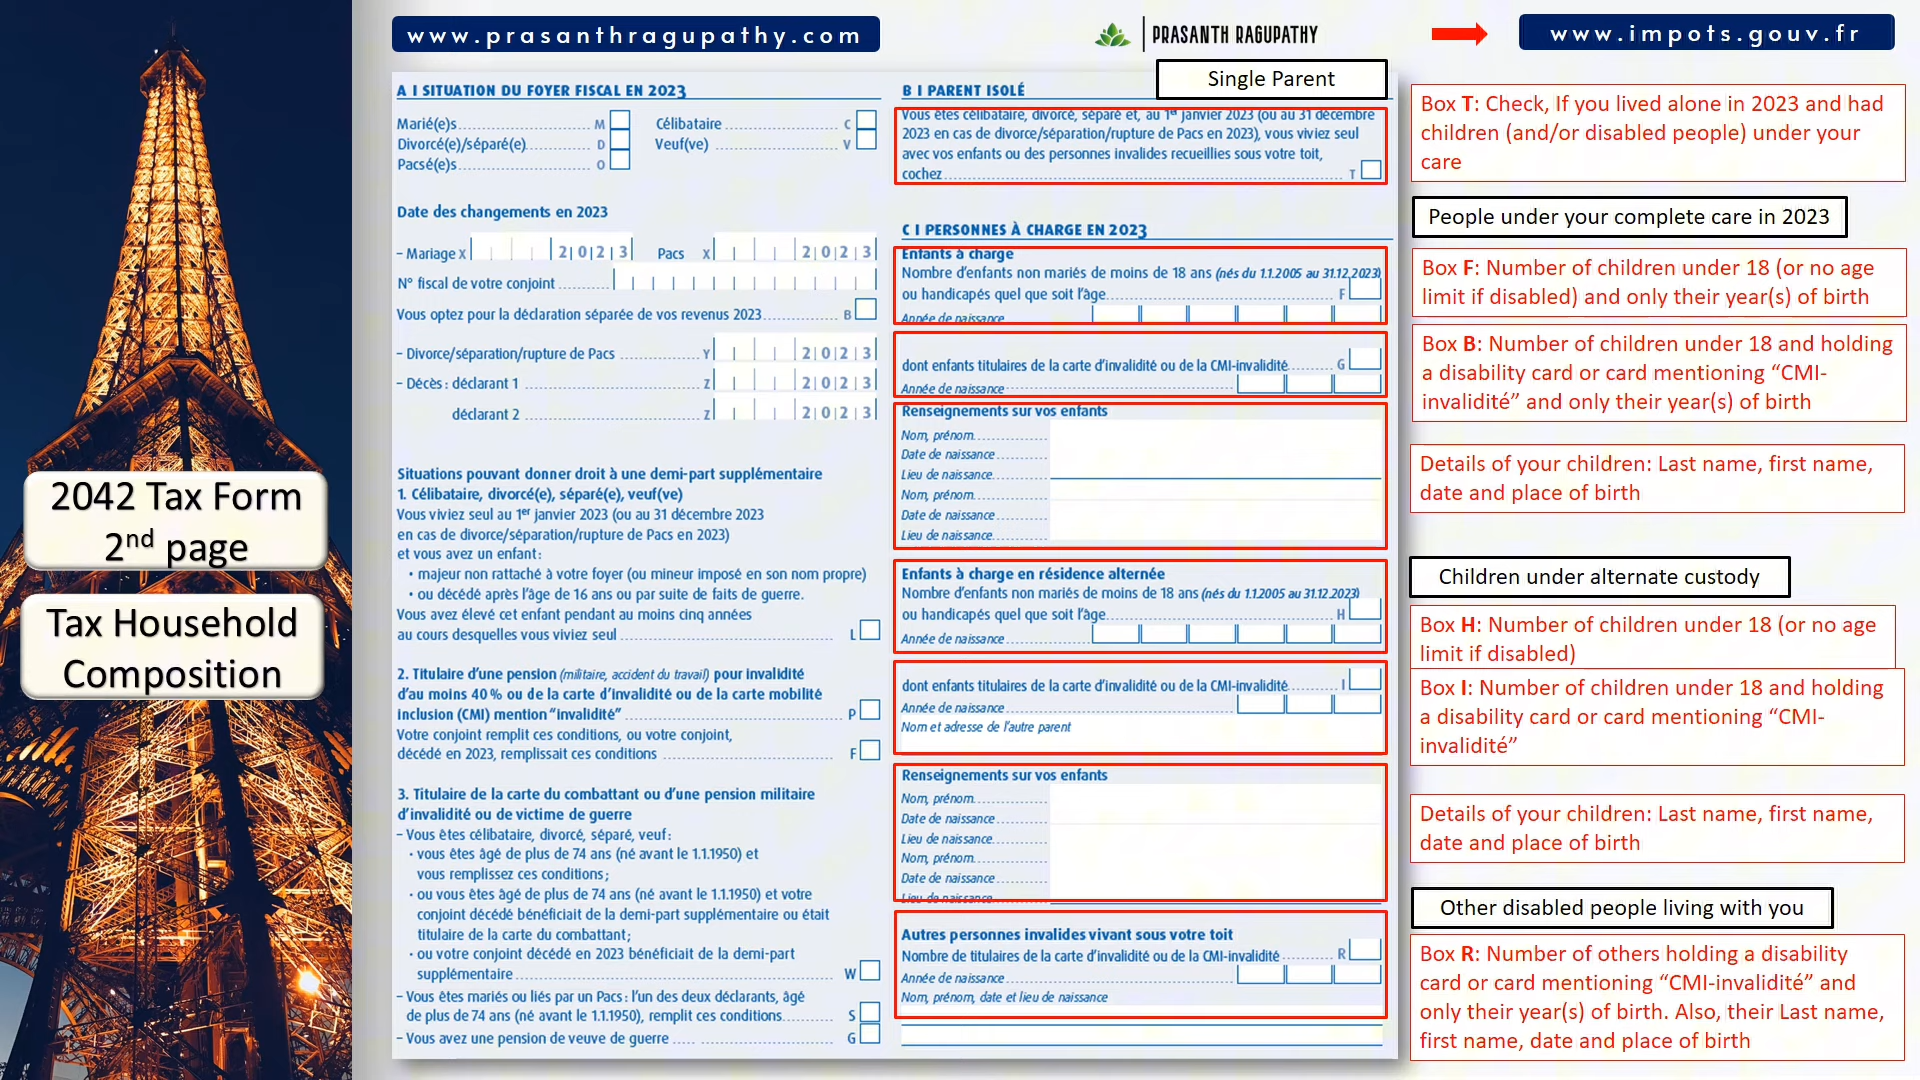 www.prasanthragupathy.com
PRASANTH RAGUPATHY
www.impots.gouv.fr
2042 Tax Form
2nd page
Tax Household
Composition
A I SITUATION DU FOYER FISCAL EN 2023
Marié(e)s M
Célibataire C
Divorcé(e)/séparé(e) D
Veuf(ve) V
Pacsé(e)s O
Date des changements en 2023
– Mariage X 2 0 2 3 Pacs X 2 0 2 3
N° fiscal de votre conjoint
Vous optez pour la déclaration séparée de vos revenus 2023 B
– Divorce/séparation/rupture de Pacs Y 2 0 2 3
– Décès : déclarant 1 Z 2 0 2 3
déclarant 2 Z 2 0 2 3
Situations pouvant donner droit à une demi-part supplémentaire
1. Célibataire, divorcé(e), séparé(e), veuf(ve)
Vous viviez seul au 1er janvier 2023 (ou au 31 décembre 2023
en cas de divorce/séparation/rupture de Pacs en 2023)
et vous avez un enfant :
• majeur non rattaché à votre foyer (ou mineur imposé en son nom propre)
• ou décédé après l'âge de 16 ans ou par suite de faits de guerre.
Vous avez élevé cet enfant pendant au moins cinq années
au cours desquelles vous viviez seul L
2. Titulaire d'une pension (militaire, accident du travail) pour invalidité
d'au moins 40 % ou de la carte d'invalidité ou de la carte mobilité
inclusion (CMI) mention "invalidité" P
Votre conjoint remplit ces conditions, ou votre conjoint,
décédé en 2023, remplissait ces conditions F
3. Titulaire de la carte du combattant ou d'une pension militaire
d'invalidité ou de victime de guerre
– Vous êtes célibataire, divorcé, séparé, veuf :
• vous êtes âgé de plus de 74 ans (né avant le 1.1.1950) et
vous remplissez ces conditions ;
• ou vous êtes âgé de plus de 74 ans (né avant le 1.1.1950) et votre
conjoint décédé bénéficiait de la demi-part supplémentaire ou était
titulaire de la carte du combattant ;
• ou votre conjoint décédé en 2023 bénéficiait de la demi-part
supplémentaire W
– Vous êtes mariés ou liés par un Pacs : l'un des deux déclarants, âgé
de plus de 74 ans (né avant le 1.1.1950), remplit ces conditions S
– Vous avez une pension de veuve de guerre G
B I PARENT ISOLÉ
Single Parent
Vous êtes célibataire, divorcé, séparé et, au 1er janvier 2023 (ou au 31 décembre
2023 en cas de divorce/séparation/rupture de Pacs en 2023), vous viviez seul
avec vos enfants ou des personnes invalides recueillies sous votre toit,
cochez T
C I PERSONNES À CHARGE EN 2023
Enfants à charge
Nombre d'enfants non mariés de moins de 18 ans (nés du 1.1.2005 au 31.12.2023)
ou handicapés quel que soit l'âge F
Année de naissance
dont enfants titulaires de la carte d'invalidité ou de la CMI-invalidité G
Année de naissance
Renseignements sur vos enfants
Nom, prénom
Date de naissance
Lieu de naissance
Nom, prénom
Date de naissance
Lieu de naissance
Enfants à charge en résidence alternée
Nombre d'enfants non mariés de moins de 18 ans (nés du 1.1.2005 au 31.12.2023)
ou handicapés quel que soit l'âge H
Année de naissance
dont enfants titulaires de la carte d'invalidité ou de la CMI-invalidité I
Année de naissance
Nom et adresse de l'autre parent
Renseignements sur vos enfants
Nom, prénom
Date de naissance
Lieu de naissance
Nom, prénom
Date de naissance
Lieu de naissance
Autres personnes invalides vivant sous votre toit
Nombre de titulaires de la carte d'invalidité ou de la CMI-invalidité R
Année de naissance
Nom, prénom, date et lieu de naissance
Box T: Check, If you lived alone in 2023 and had
children (and/or disabled people) under your
care
People under your complete care in 2023
Box F: Number of children under 18 (or no age
limit if disabled) and only their year(s) of birth
Box B: Number of children under 18 and holding
a disability card or card mentioning “CMI-
invalidité” and only their year(s) of birth
Details of your children: Last name, first name,
date and place of birth
Children under alternate custody
Box H: Number of children under 18 (or no age
limit if disabled)
Box I: Number of children under 18 and holding
a disability card or card mentioning “CMI-
invalidité”
Details of your children: Last name, first name,
date and place of birth
Other disabled people living with you
Box R: Number of others holding a disability
card or card mentioning “CMI-invalidité” and
only their year(s) of birth. Also, their Last name,
first name, date and place of birth